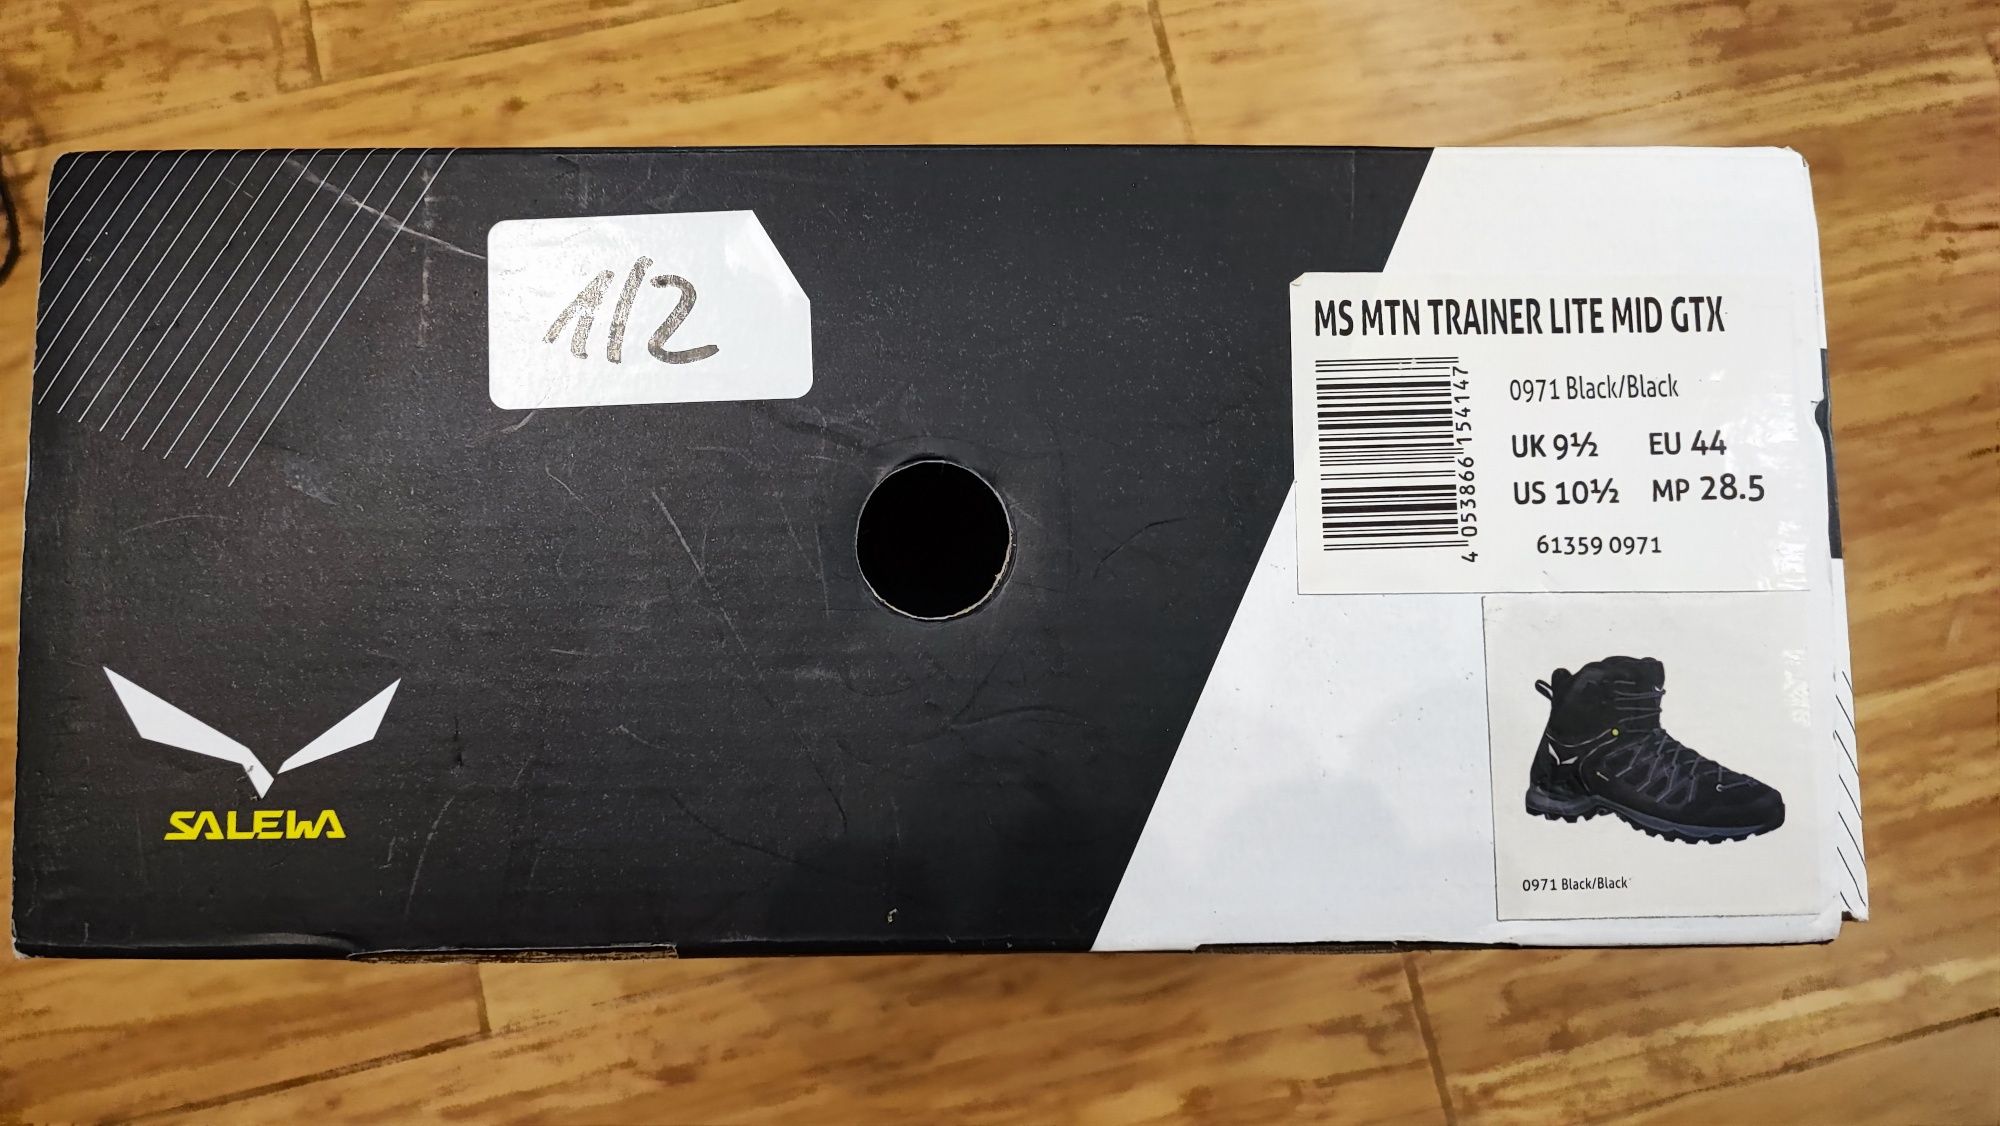 1/2
MS MTN TRAINER LITE MID GTX
0971 Black/Black
UK 9½ EU 44
US 10½ MP 28.5
61359 0971
4 053866 154147
SALEWA
0971 Black/Black